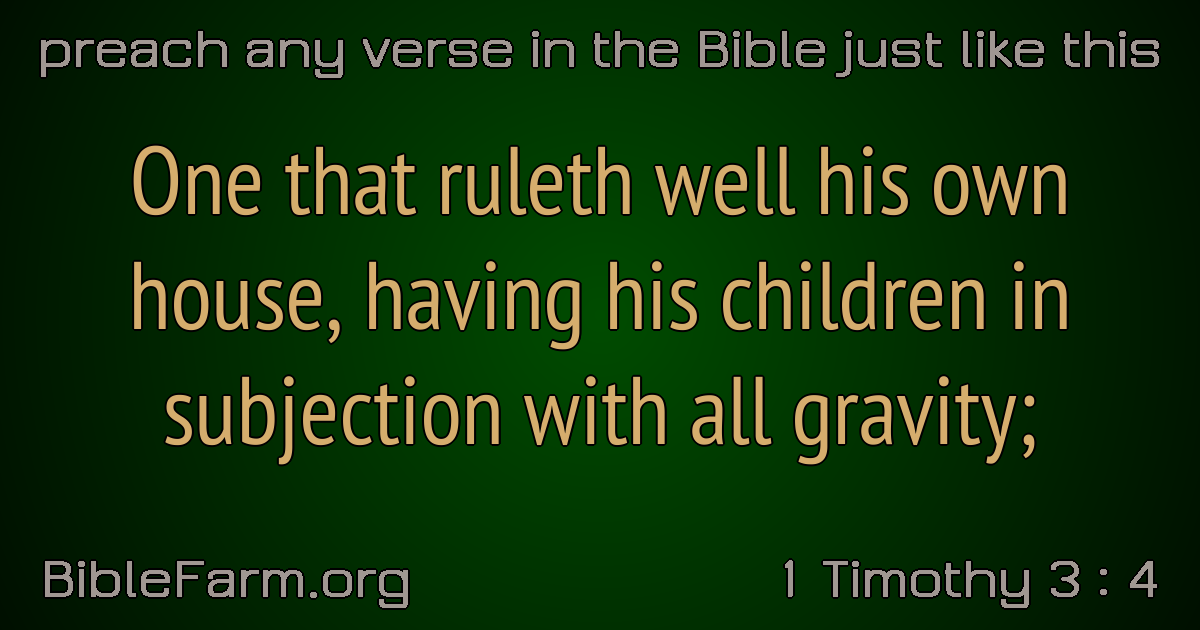 preach any verse in the Bible just like this
One that ruleth well his own
house, having his children in
subjection with all gravity;
BibleFarm.org
1 Timothy 3 : 4